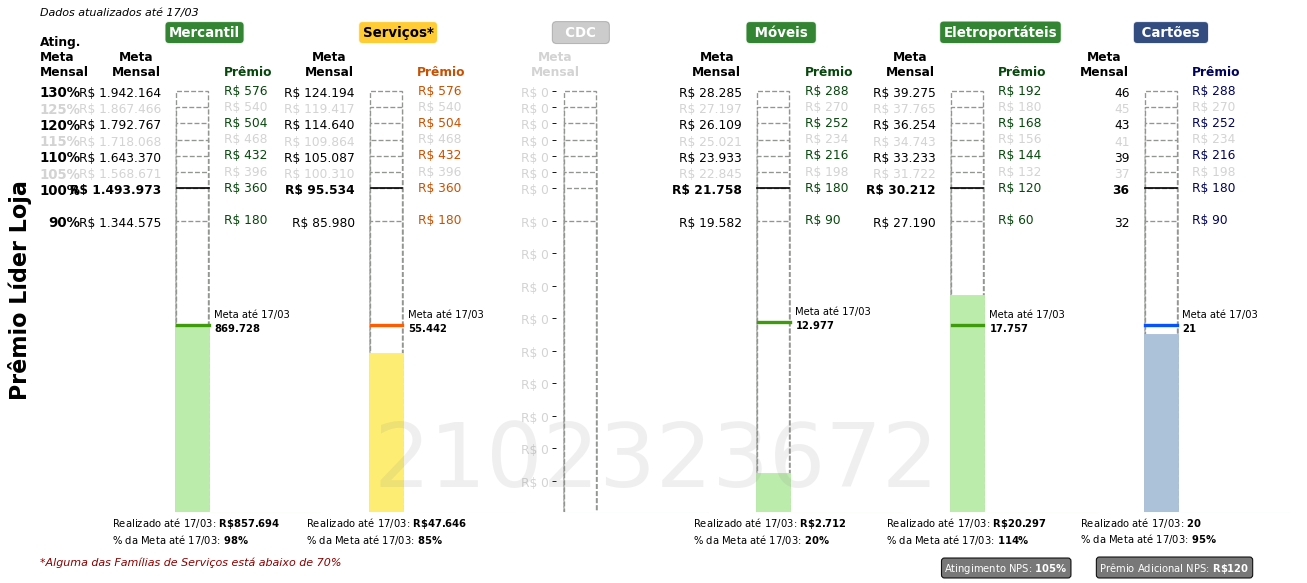 Dados atualizados até 17/03
Mercantil Serviços* CDC Móveis Eletroportáteis Cartões
Ating.
Meta Meta Meta Meta Meta Meta Meta
Mensal Mensal Prêmio Mensal Prêmio Mensal Mensal Prêmio Mensal Prêmio Mensal Prêmio
130% R$ 1.942.164 R$ 576 R$ 124.194 R$ 576 R$ 0 R$ 28.285 R$ 288 R$ 39.275 R$ 192 46 R$ 288
125% R$ 1.867.466 R$ 540 R$ 119.417 R$ 540 R$ 0 R$ 27.197 R$ 270 R$ 37.765 R$ 180 45 R$ 270
120% R$ 1.792.767 R$ 504 R$ 114.640 R$ 504 R$ 0 R$ 26.109 R$ 252 R$ 36.254 R$ 168 43 R$ 252
115% R$ 1.718.068 R$ 468 R$ 109.864 R$ 468 R$ 0 R$ 25.021 R$ 234 R$ 34.743 R$ 156 41 R$ 234
110% R$ 1.643.370 R$ 432 R$ 105.087 R$ 432 R$ 0 R$ 23.933 R$ 216 R$ 33.233 R$ 144 39 R$ 216
105% R$ 1.568.671 R$ 396 R$ 100.310 R$ 396 R$ 0 R$ 22.845 R$ 198 R$ 31.722 R$ 132 37 R$ 198
100% R$ 1.493.973 R$ 360 R$ 95.534 R$ 360 R$ 0 R$ 21.758 R$ 180 R$ 30.212 R$ 120 36 R$ 180
90% R$ 1.344.575 R$ 180 R$ 85.980 R$ 180 R$ 0 R$ 19.582 R$ 90 R$ 27.190 R$ 60 32 R$ 90
R$ 0
R$ 0
Prêmio Líder Loja
Meta até 17/03 Meta até 17/03 R$ 0 Meta até 17/03 Meta até 17/03 Meta até 17/03
869.728 55.442 12.977 17.757 21
R$ 0
R$ 0
R$ 0
R$ 0
R$ 0
2102323672
Realizado até 17/03: R$857.694 Realizado até 17/03: R$47.646 Realizado até 17/03: R$2.712 Realizado até 17/03: R$20.297 Realizado até 17/03: 20
% da Meta até 17/03: 98% % da Meta até 17/03: 85% % da Meta até 17/03: 20% % da Meta até 17/03: 114% % da Meta até 17/03: 95%
*Alguma das Famílias de Serviços está abaixo de 70% Atingimento NPS: 105% Prêmio Adicional NPS: R$120